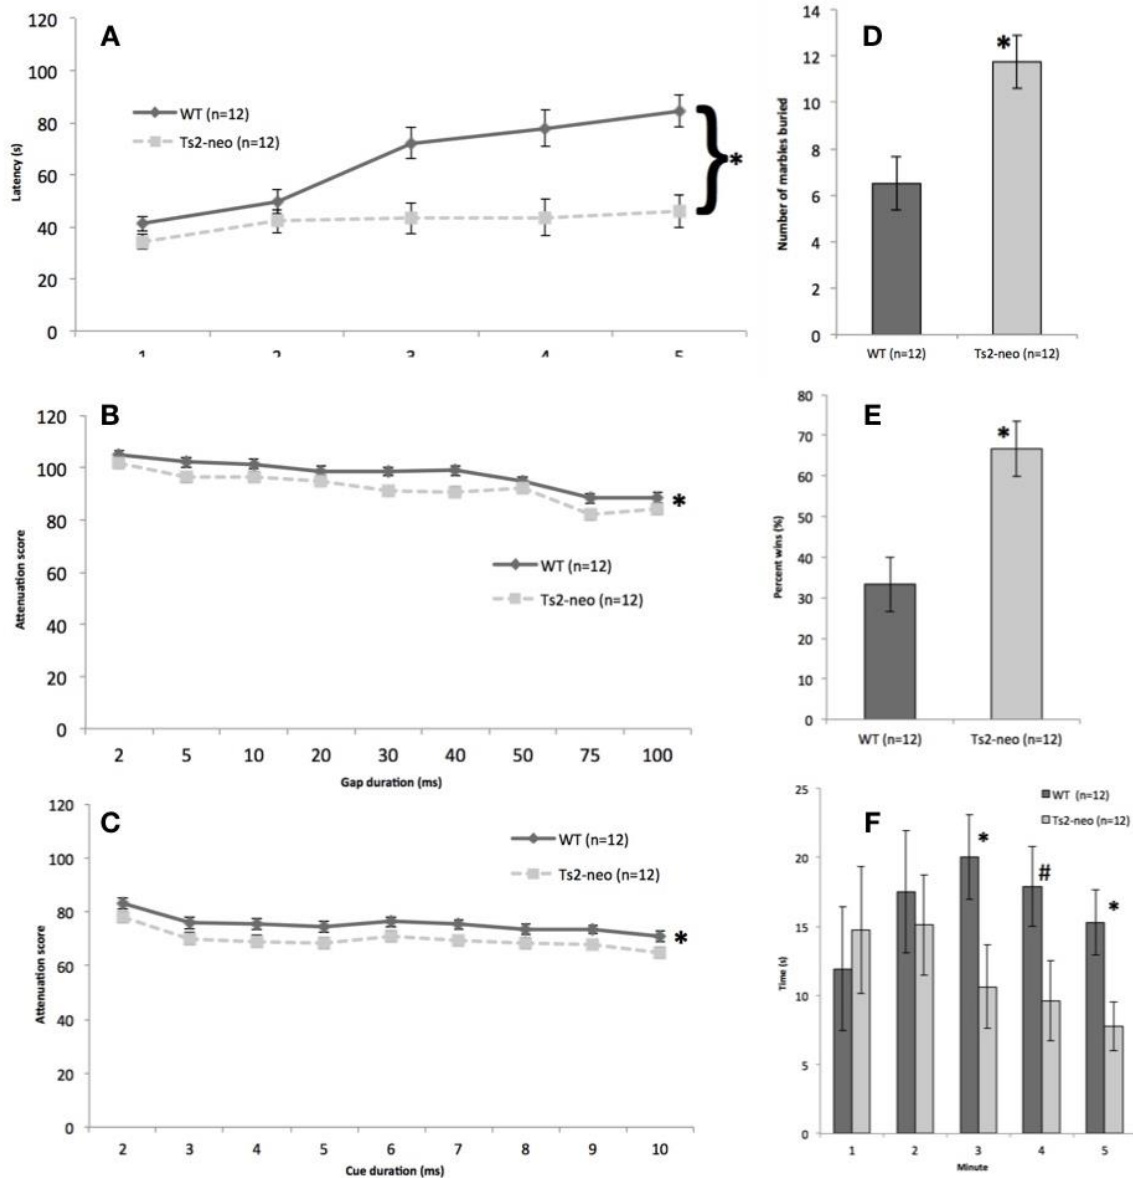 A
120
100
80
60
40
20
0
Latency (s)
WT (n=12)
Ts2-neo (n=12)
}*
1 2 3 4 5
B
120
100
80
60
40
20
0
Attenuation score
WT (n=12)
Ts2-neo (n=12)
*
2 5 10 20 30 40 50 75 100
Gap duration (ms)
C
120
100
80
60
40
20
0
Attenuation score
WT (n=12)
Ts2-neo (n=12)
*
2 3 4 5 6 7 8 9 10
Cue duration (ms)
D
14
12
10
8
6
4
2
0
Number of marbles buried
*
WT (n=12) Ts2-neo (n=12)
E
80
70
60
50
40
30
20
10
0
Percent wins (%)
*
WT (n=12) Ts2-neo (n=12)
F
25
20
15
10
5
0
Time (s)
WT (n=12)
Ts2-neo (n=12)
* # *
1 2 3 4 5
Minute